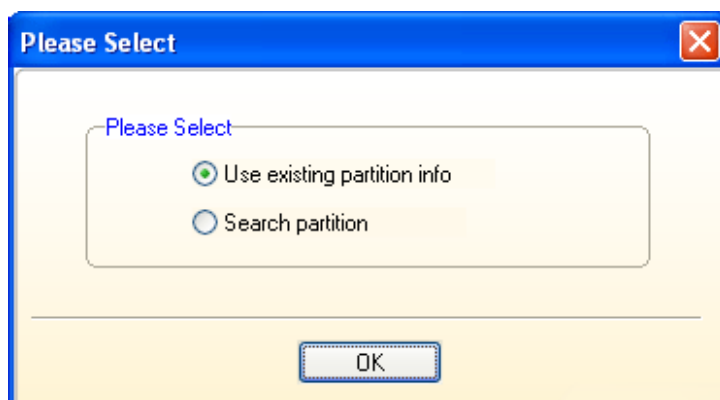 Please Select
Please Select
Use existing partition info
Search partition
OK